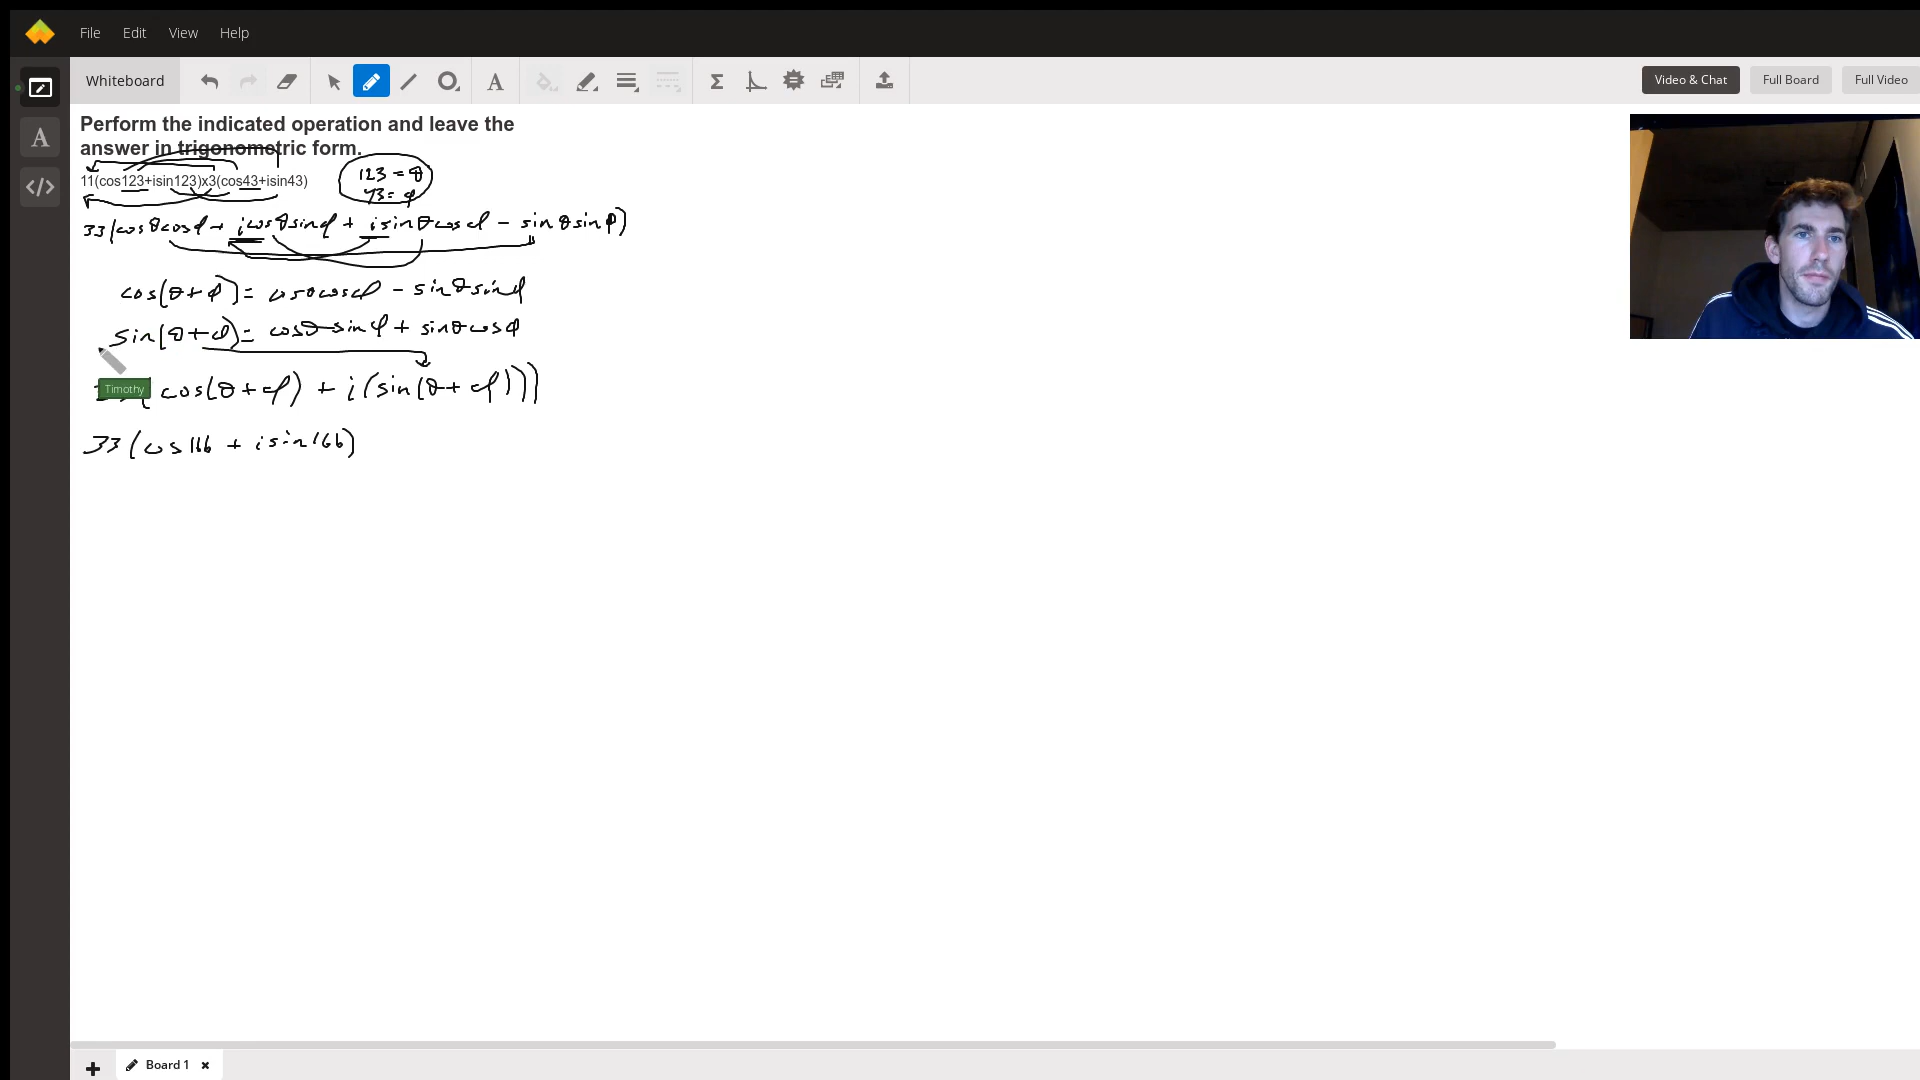 File Edit View Help
Whiteboard A Σ Video & Chat Full Board Full Video
A
</>
Perform the indicated operation and leave the
answer in trigonometric form.
11(cos123+isin123)x3(cos43+isin43)
123 = θ
43 = φ
33(cosθcosφ + icosθsinφ + isinθcosφ - sinθsinφ)
cos(θ+φ) = cosθcosφ - sinθsinφ
sin(θ+φ) = cosθsinφ + sinθcosφ
Timothy
cos(θ+φ) + i(sin(θ+φ)))
33(cos166 + isin166)
Board 1